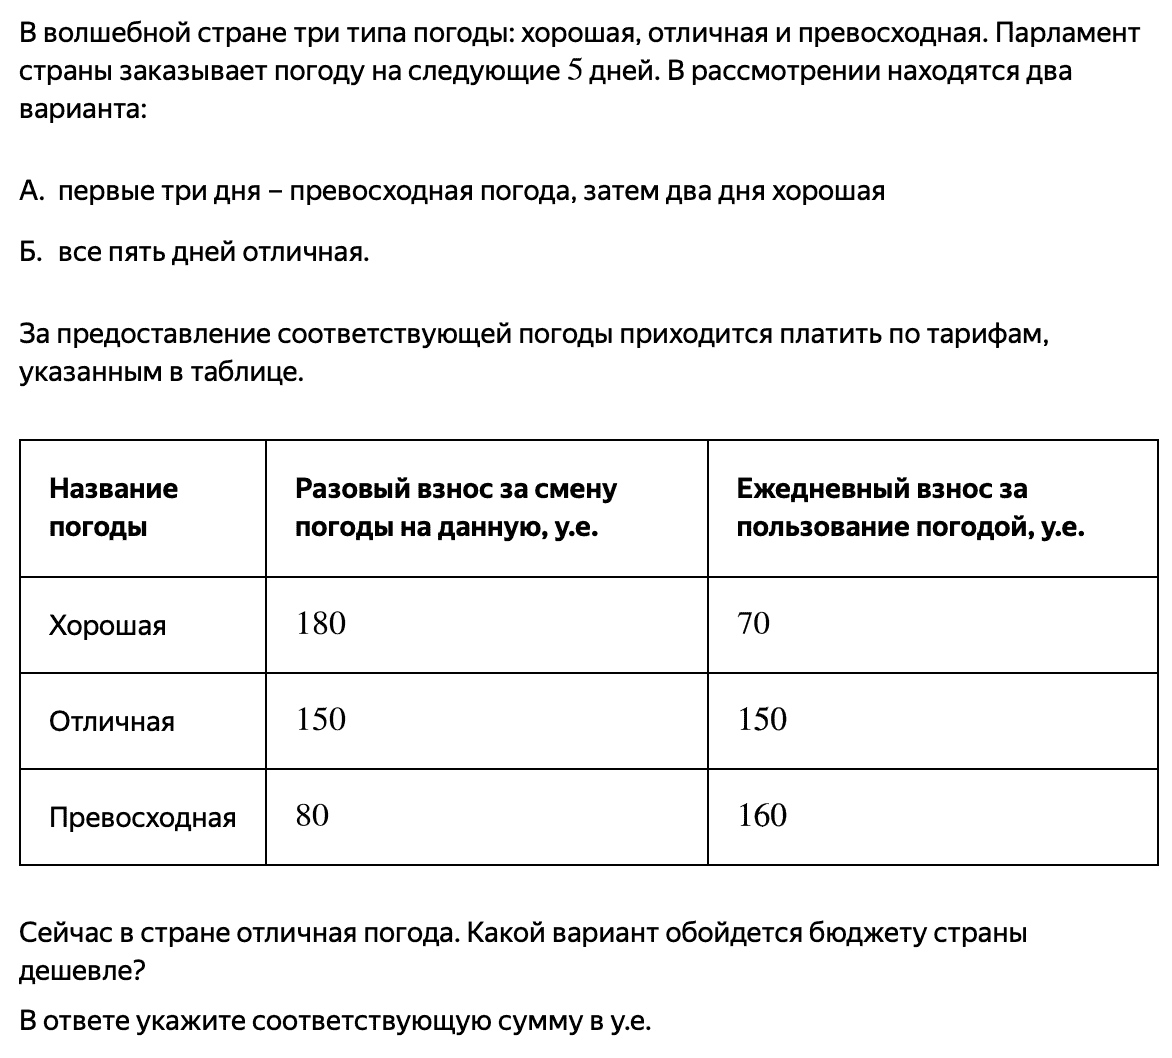 В волшебной стране три типа погоды: хорошая, отличная и превосходная. Парламент
страны заказывает погоду на следующие 5 дней. В рассмотрении находятся два
варианта:
А. первые три дня – превосходная погода, затем два дня хорошая
Б. все пять дней отличная.
За предоставление соответствующей погоды приходится платить по тарифам,
указанным в таблице.
Название погоды Разовый взнос за смену погоды на данную, у.е. Ежедневный взнос за пользование погодой, у.е.
Хорошая 180 70
Отличная 150 150
Превосходная 80 160
Сейчас в стране отличная погода. Какой вариант обойдется бюджету страны
дешевле?
В ответе укажите соответствующую сумму в у.е.